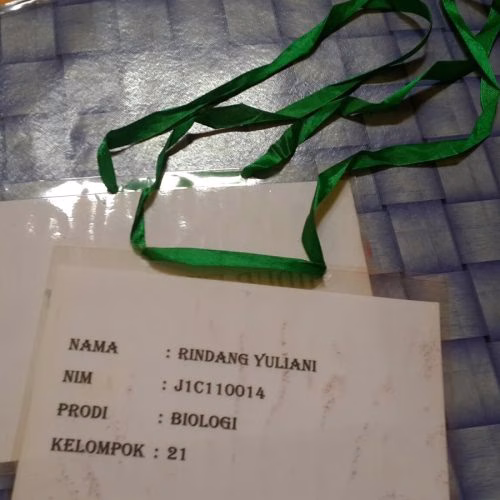 NAMA : RINDANG YULIANI
NIM : J1C110014
PRODI : BIOLOGI
KELOMPOK : 21